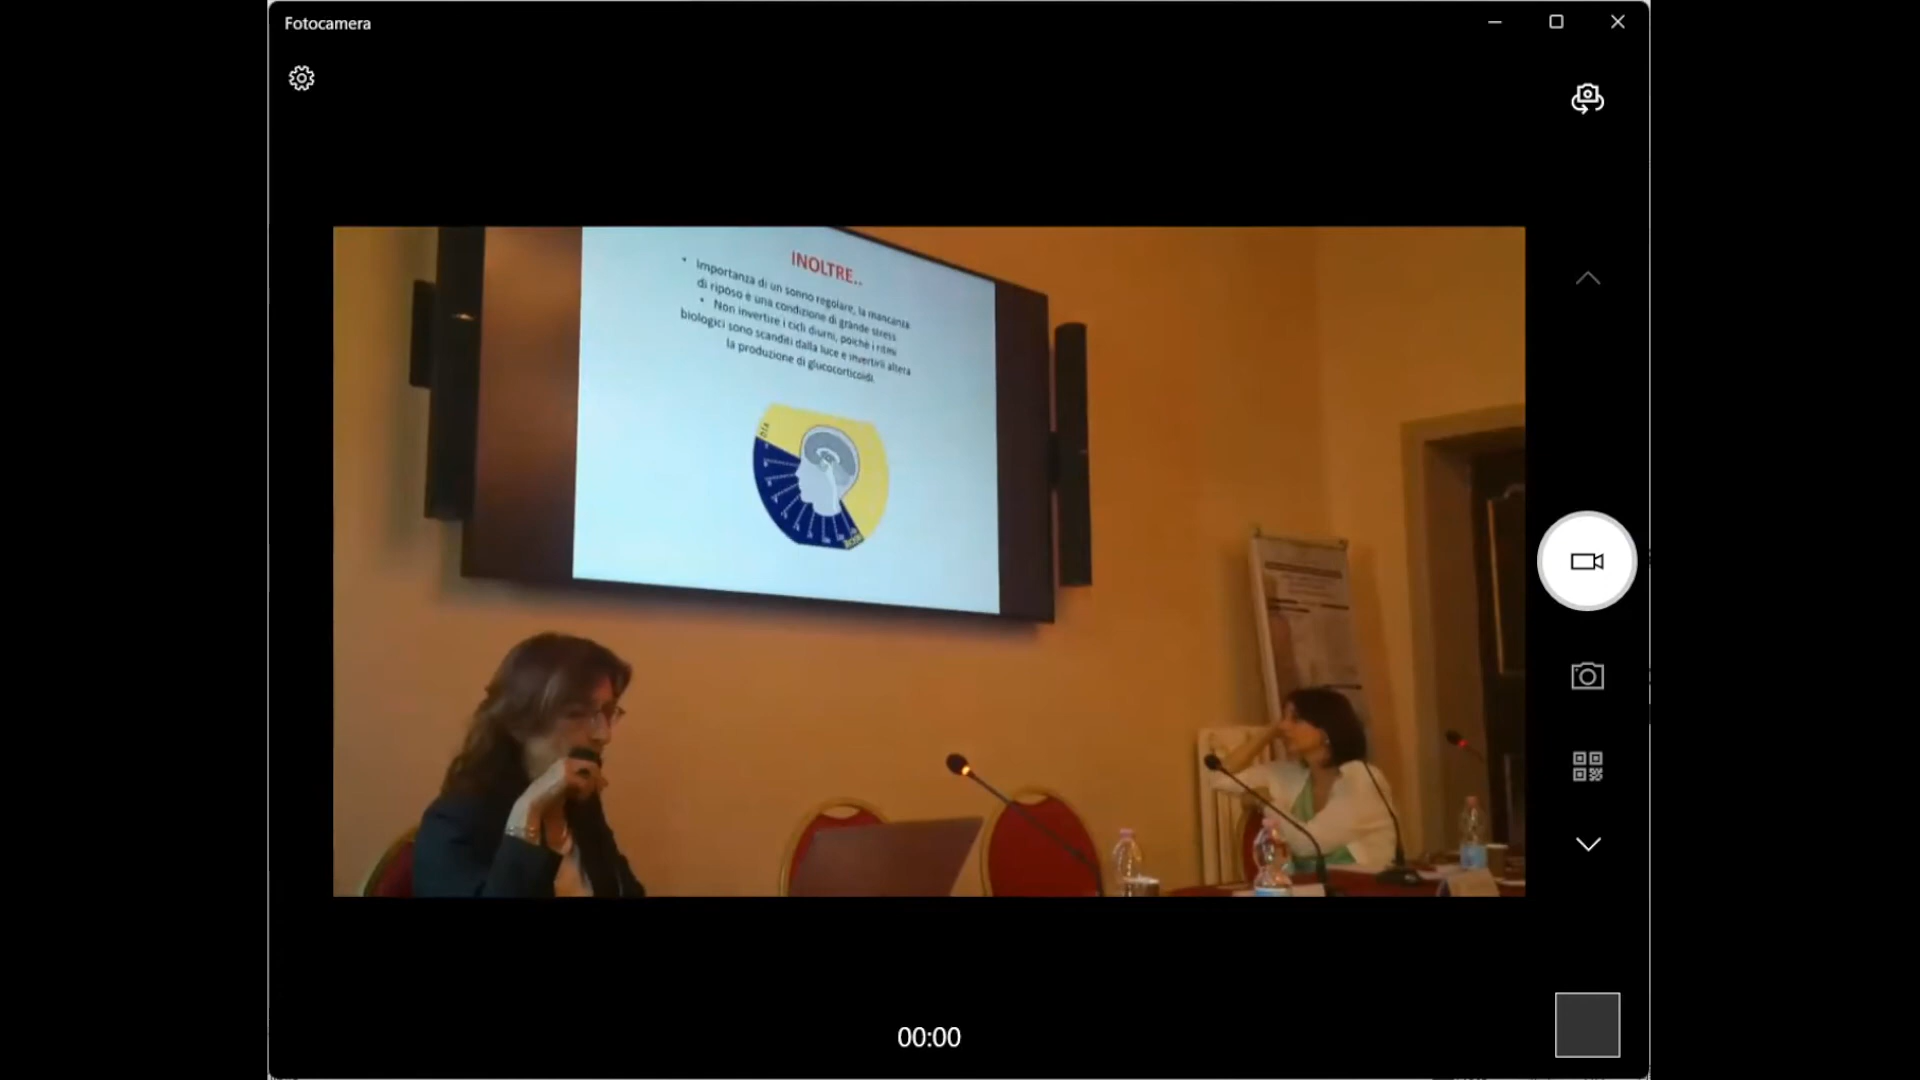 Fotocamera
INOLTRE..
• Importanza di un sonno regolare, la mancanza
di riposo è una condizione di grande stress
• Non invertire i cicli diurni, poichè i ritmi
biologici sono scanditi dalla luce e invertirli altera
la produzione di glucocorticoidi.
00:00